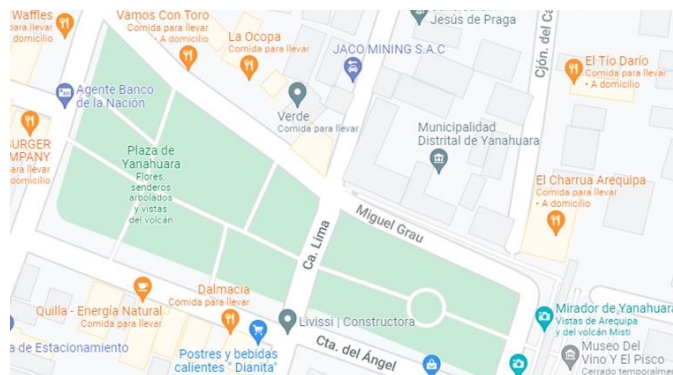 Waffles
Comida para llevar
a domicilio
Vamos Con Toro
Comida para llevar
• A domicilio
La Ocopa
Comida para llevar
Jesús de Praga
JACO MINING S.A.C
Cjón. del Ca
El Tío Darío
Comida para llevar
• A domicilio
Agente Banco
de la Nación
Verde
Comida para llevar
Municipalidad
Distrital de Yanahuara
URGER
MPANY
para llevar
domicilio
Plaza de
Yanahuara
Flores,
senderos
arbolados
y vistas
del volcán
El Charrua Arequipa
Comida para llevar
• A domicilio
Miguel Grau
Ca. Lima
Dalmacia
Comida para llevar
Quilla - Energía Natural
Comida para llevar
Livissi | Constructora
Mirador de Yanahuara
Vistas de Arequipa
y del volcán Misti
a de Estacionamiento
Postres y bebidas
calientes " Dianita"
Cta. del Ángel
Museo Del
Vino Y El Pisco
Cerrado temporalmen